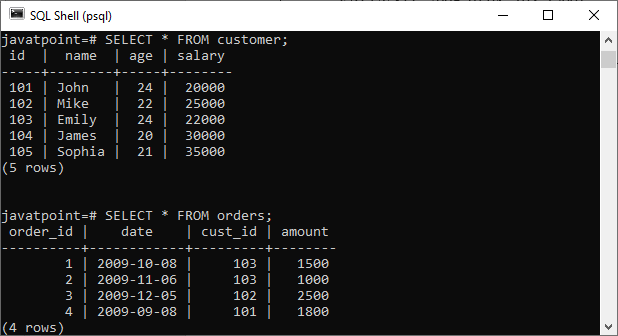 SQL Shell (psql)
javatpoint=# SELECT * FROM customer;
 id  |  name  | age | salary
-----+--------+-----+--------
 101 | John   |  24 |  20000
 102 | Mike   |  22 |  25000
 103 | Emily  |  24 |  22000
 104 | James  |  20 |  30000
 105 | Sophia |  21 |  35000
(5 rows)
javatpoint=# SELECT * FROM orders;
 order_id |    date    | cust_id | amount
----------+------------+---------+--------
        1 | 2009-10-08 |     103 |   1500
        2 | 2009-11-06 |     103 |   1000
        3 | 2009-12-05 |     102 |   2500
        4 | 2009-09-08 |     101 |   1800
(4 rows)